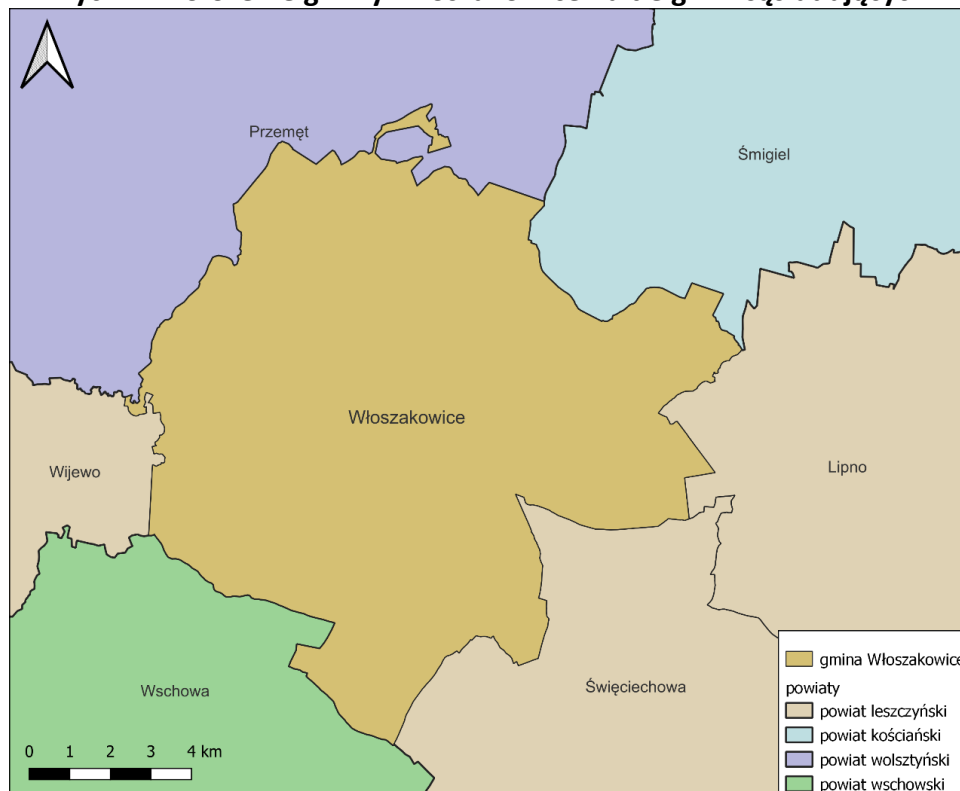 Przemęt
Śmigiel
Włoszakowice
Wijewo
Lipno
Święciechowa
Wschowa
0 1 2 3 4 km
gmina Włoszakowice
powiaty
powiat leszczyński
powiat kościański
powiat wolsztyński
powiat wschowski